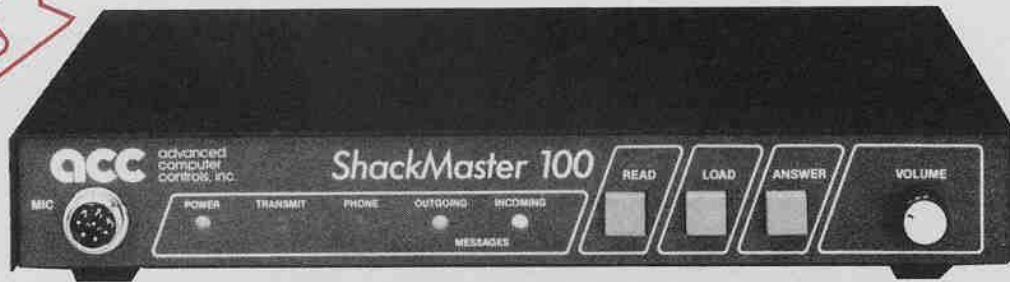 acc advanced
computer
controls, inc.
ShackMaster 100
READ LOAD ANSWER VOLUME
MIC
POWER TRANSMIT PHONE OUTGOING INCOMING
MESSAGES